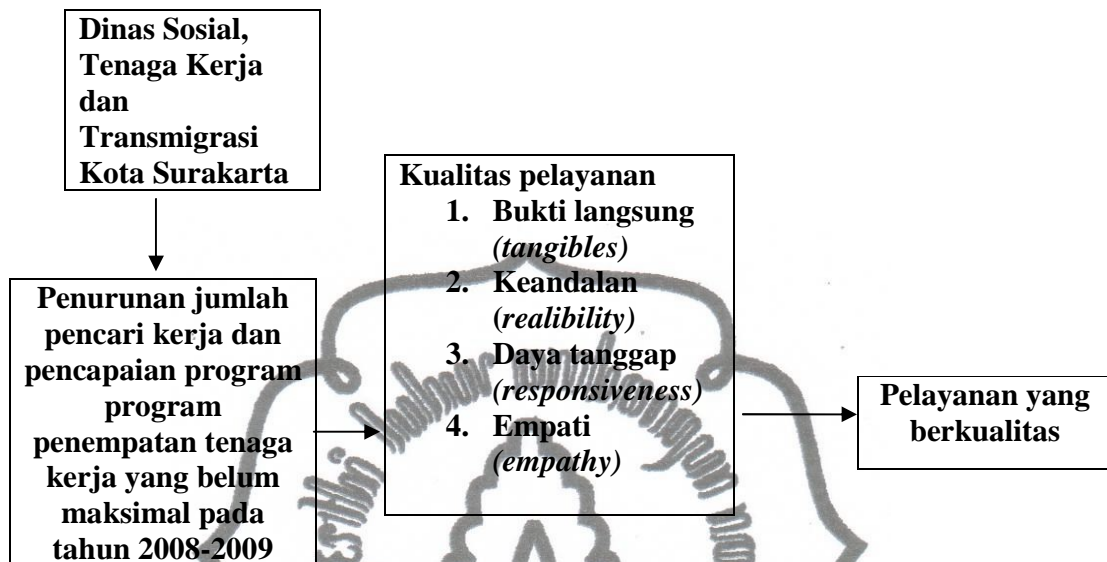 Dinas Sosial,
Tenaga Kerja
dan
Transmigrasi
Kota Surakarta
Penurunan jumlah
pencari kerja dan
pencapaian program
program
penempatan tenaga
kerja yang belum
maksimal pada
tahun 2008-2009
Kualitas pelayanan
1. Bukti langsung
(tangibles)
2. Keandalan
(realibility)
3. Daya tanggap
(responsiveness)
4. Empati
(empathy)
Pelayanan yang
berkualitas